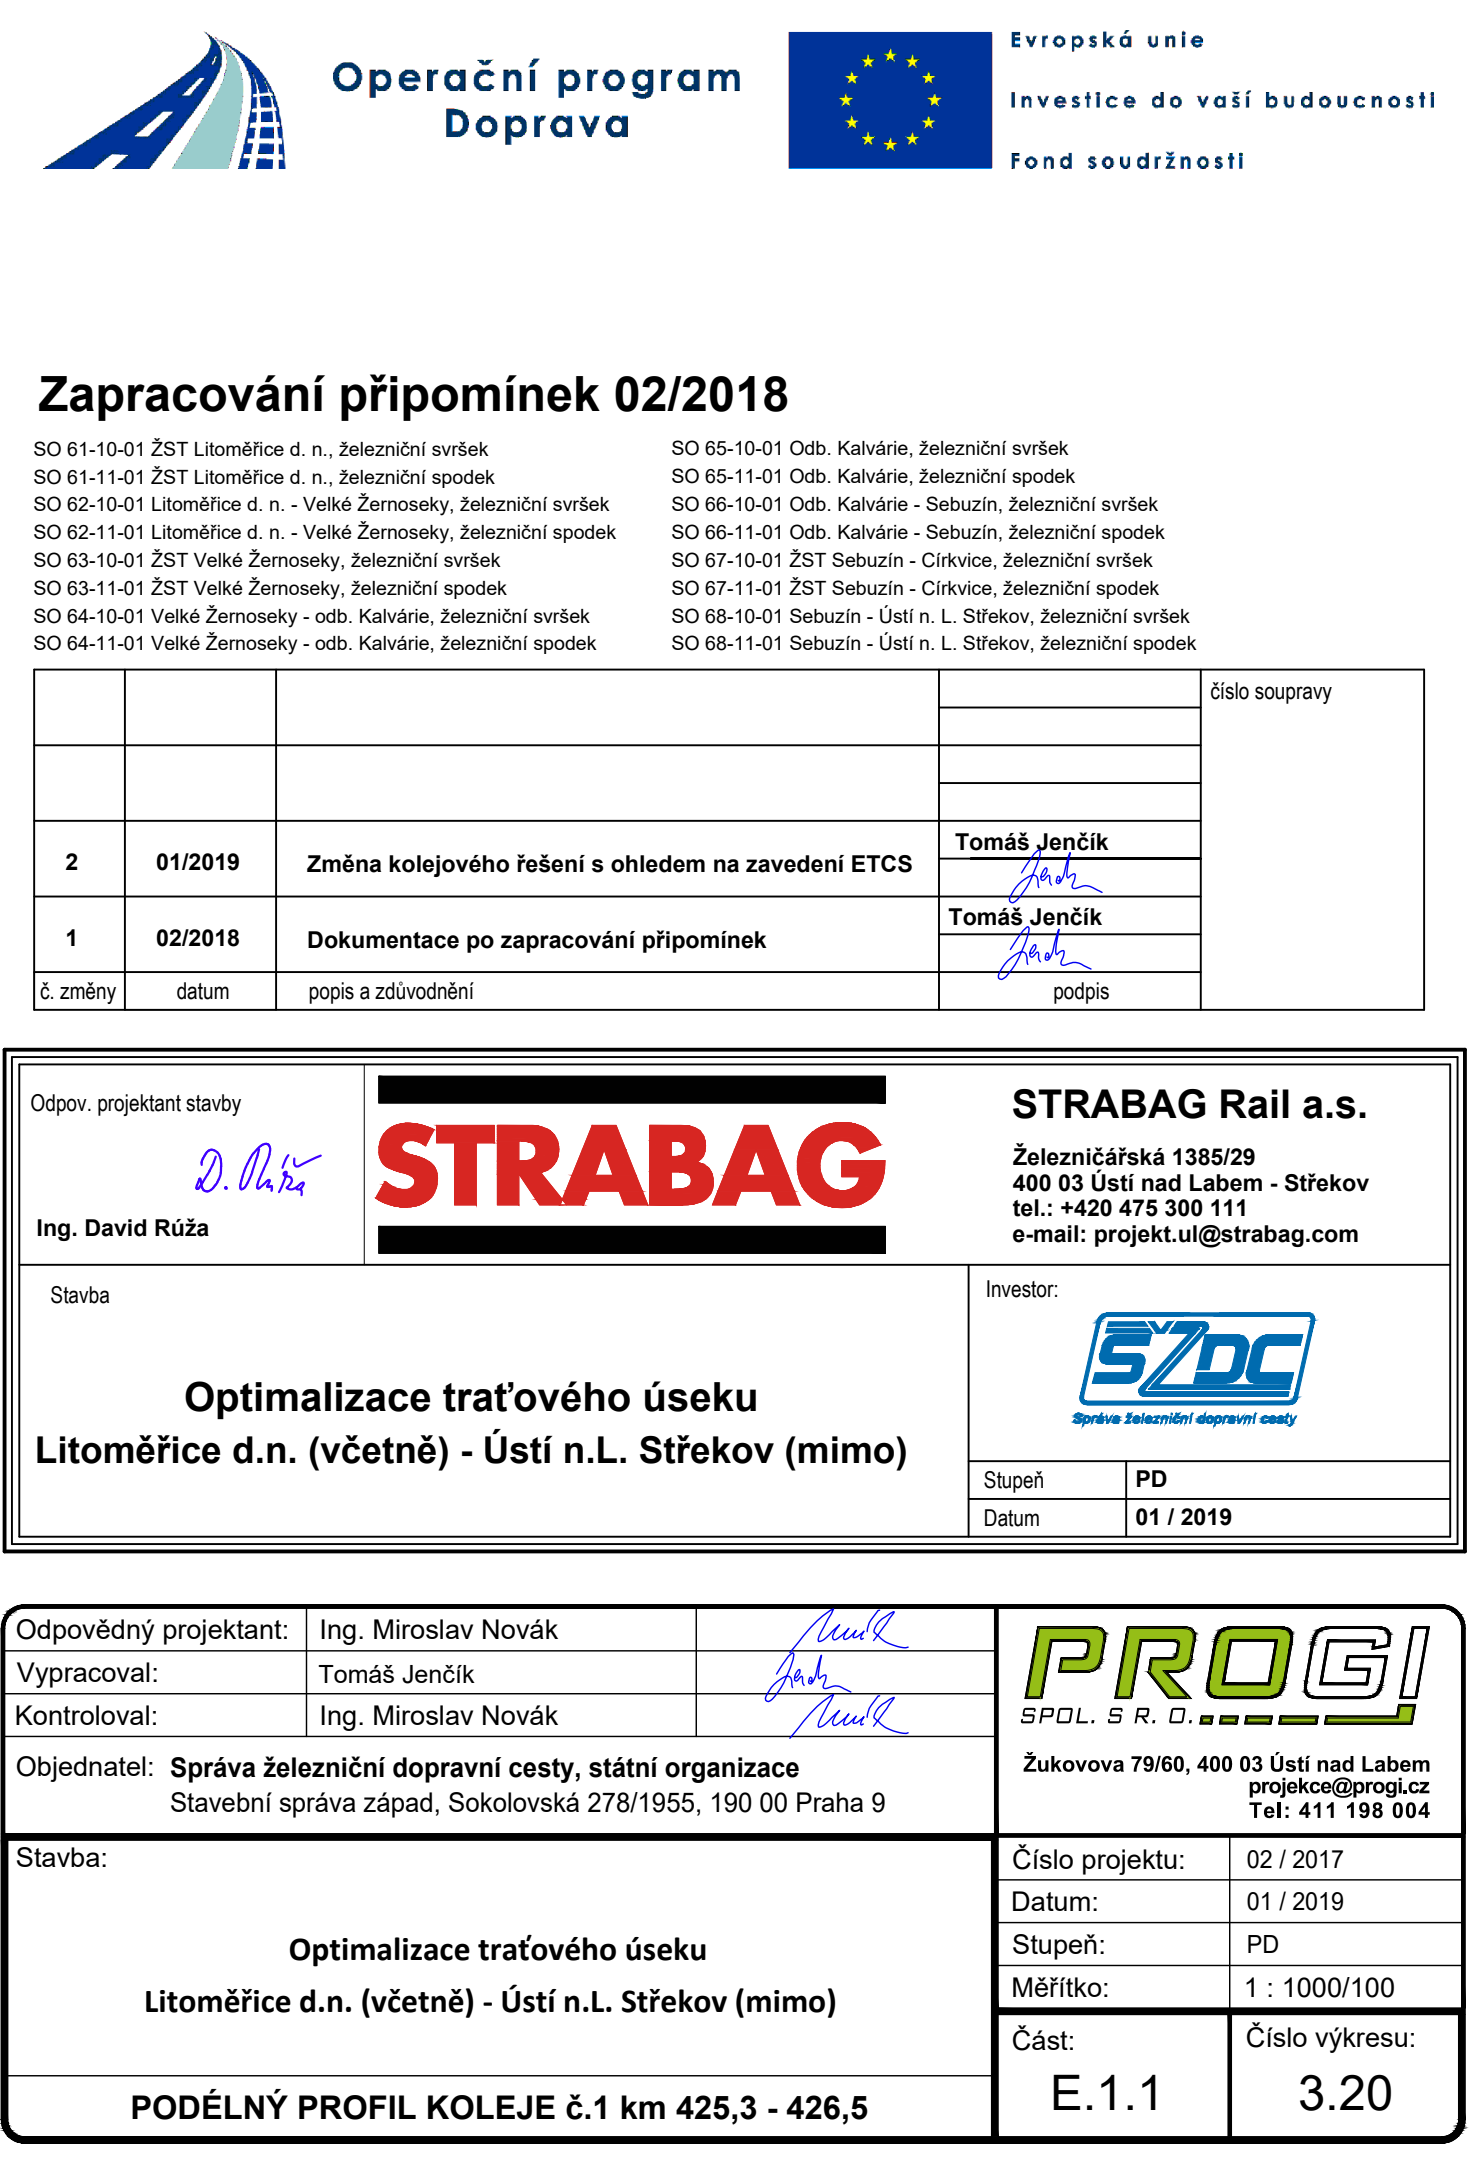 Operační program
Doprava
Evropská unie
Investice do vaší budoucnosti
Fond soudržnosti
Zapracování připomínek 02/2018
SO 61-10-01 ŽST Litoměřice d. n., železniční svršek
SO 61-11-01 ŽST Litoměřice d. n., železniční spodek
SO 62-10-01 Litoměřice d. n. - Velké Žernoseky, železniční svršek
SO 62-11-01 Litoměřice d. n. - Velké Žernoseky, železniční spodek
SO 63-10-01 ŽST Velké Žernoseky, železniční svršek
SO 63-11-01 ŽST Velké Žernoseky, železniční spodek
SO 64-10-01 Velké Žernoseky - odb. Kalvárie, železniční svršek
SO 64-11-01 Velké Žernoseky - odb. Kalvárie, železniční spodek
SO 65-10-01 Odb. Kalvárie, železniční svršek
SO 65-11-01 Odb. Kalvárie, železniční spodek
SO 66-10-01 Odb. Kalvárie - Sebuzín, železniční svršek
SO 66-11-01 Odb. Kalvárie - Sebuzín, železniční spodek
SO 67-10-01 ŽST Sebuzín - Církvice, železniční svršek
SO 67-11-01 ŽST Sebuzín - Církvice, železniční spodek
SO 68-10-01 Sebuzín - Ústí n. L. Střekov, železniční svršek
SO 68-11-01 Sebuzín - Ústí n. L. Střekov, železniční spodek
číslo soupravy
2 01/2019 Změna kolejového řešení s ohledem na zavedení ETCS Tomáš Jenčík
1 02/2018 Dokumentace po zapracování připomínek Tomáš Jenčík
č. změny datum popis a zdůvodnění podpis
Odpov. projektant stavby
D. Růža
Ing. David Rúža
STRABAG
STRABAG Rail a.s.
Železničářská 1385/29
400 03 Ústí nad Labem - Střekov
tel.: +420 475 300 111
e-mail: projekt.ul@strabag.com
Stavba
Optimalizace traťového úseku
Litoměřice d.n. (včetně) - Ústí n.L. Střekov (mimo)
Investor:
SŽDC
Správa železniční dopravní cesty
Stupeň PD
Datum 01 / 2019
Odpovědný projektant: Ing. Miroslav Novák
Vypracoval: Tomáš Jenčík
Kontroloval: Ing. Miroslav Novák
Objednatel: Správa železniční dopravní cesty, státní organizace
Stavební správa západ, Sokolovská 278/1955, 190 00 Praha 9
PROGI
SPOL. S R. O.
Žukovova 79/60, 400 03 Ústí nad Labem
projekce@progi.cz
Tel: 411 198 004
Stavba:
Optimalizace traťového úseku
Litoměřice d.n. (včetně) - Ústí n.L. Střekov (mimo)
PODÉLNÝ PROFIL KOLEJE č.1 km 425,3 - 426,5
Číslo projektu: 02 / 2017
Datum: 01 / 2019
Stupeň: PD
Měřítko: 1 : 1000/100
Část:
E.1.1
Číslo výkresu:
3.20